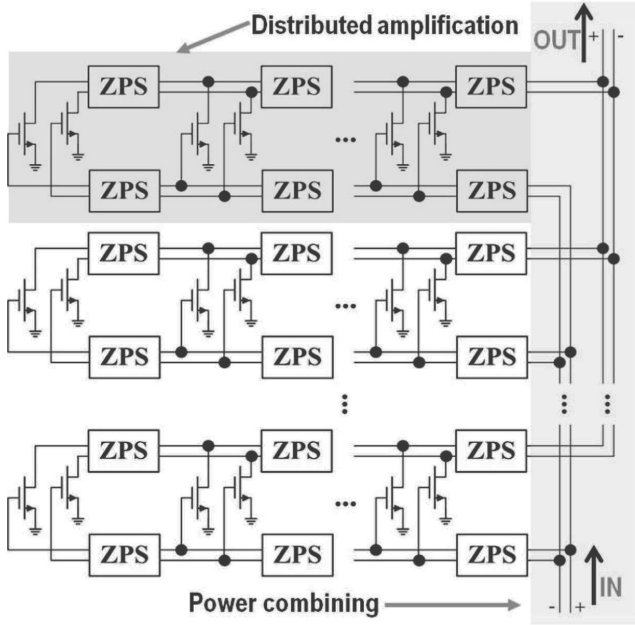 Distributed amplification
OUT + -
ZPS ZPS ZPS
...
ZPS ZPS ZPS
ZPS ZPS ZPS
...
ZPS ZPS ZPS
... ... ...
ZPS ZPS ZPS
...
ZPS ZPS ZPS
IN
Power combining - +